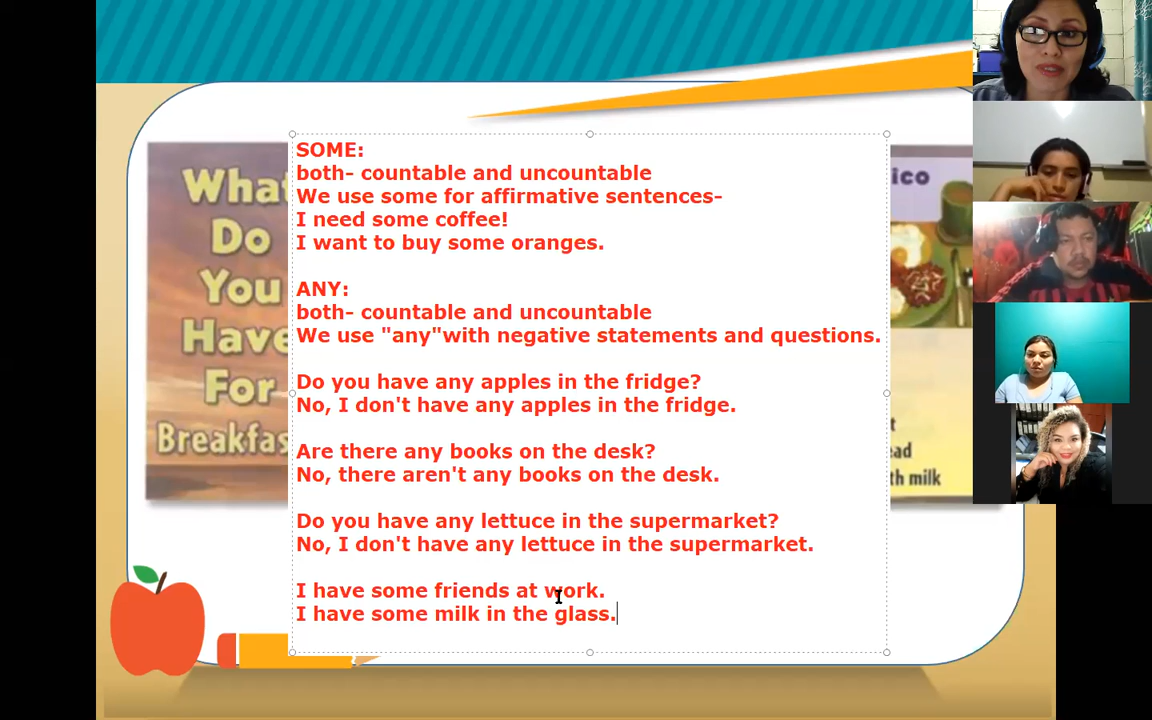 What
Do
You
Have
For
Breakfas
SOME:
both- countable and uncountable
We use some for affirmative sentences-
I need some coffee!
I want to buy some oranges.
ANY:
both- countable and uncountable
We use "any"with negative statements and questions.
Do you have any apples in the fridge?
No, I don't have any apples in the fridge.
Are there any books on the desk?
No, there aren't any books on the desk.
Do you have any lettuce in the supermarket?
No, I don't have any lettuce in the supermarket.
I have some friends at work.
I have some milk in the glass.
ico
t
ead
th milk